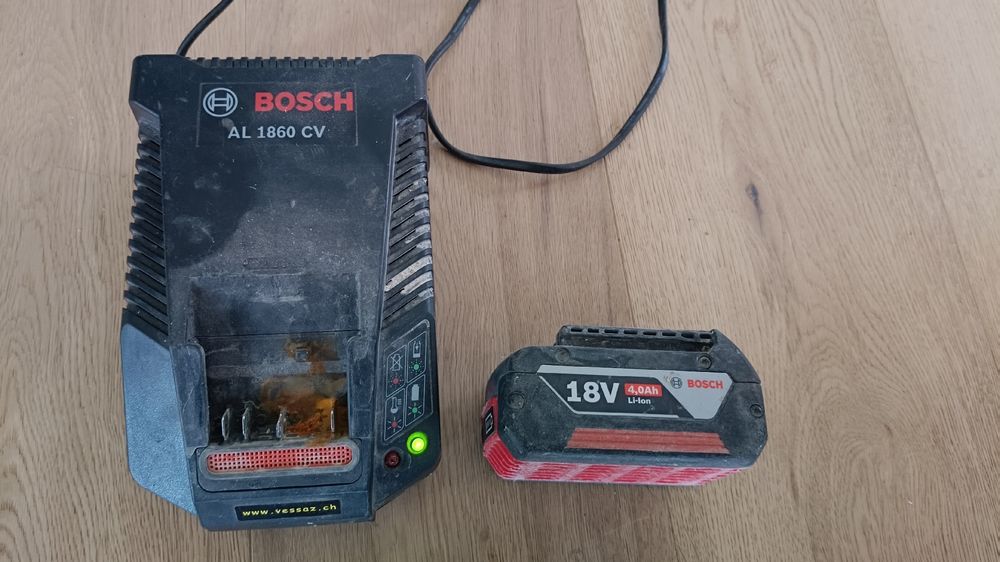 BOSCH
AL 1860 CV
www.vessaz.ch
18V
4,0Ah
Li-Ion
BOSCH